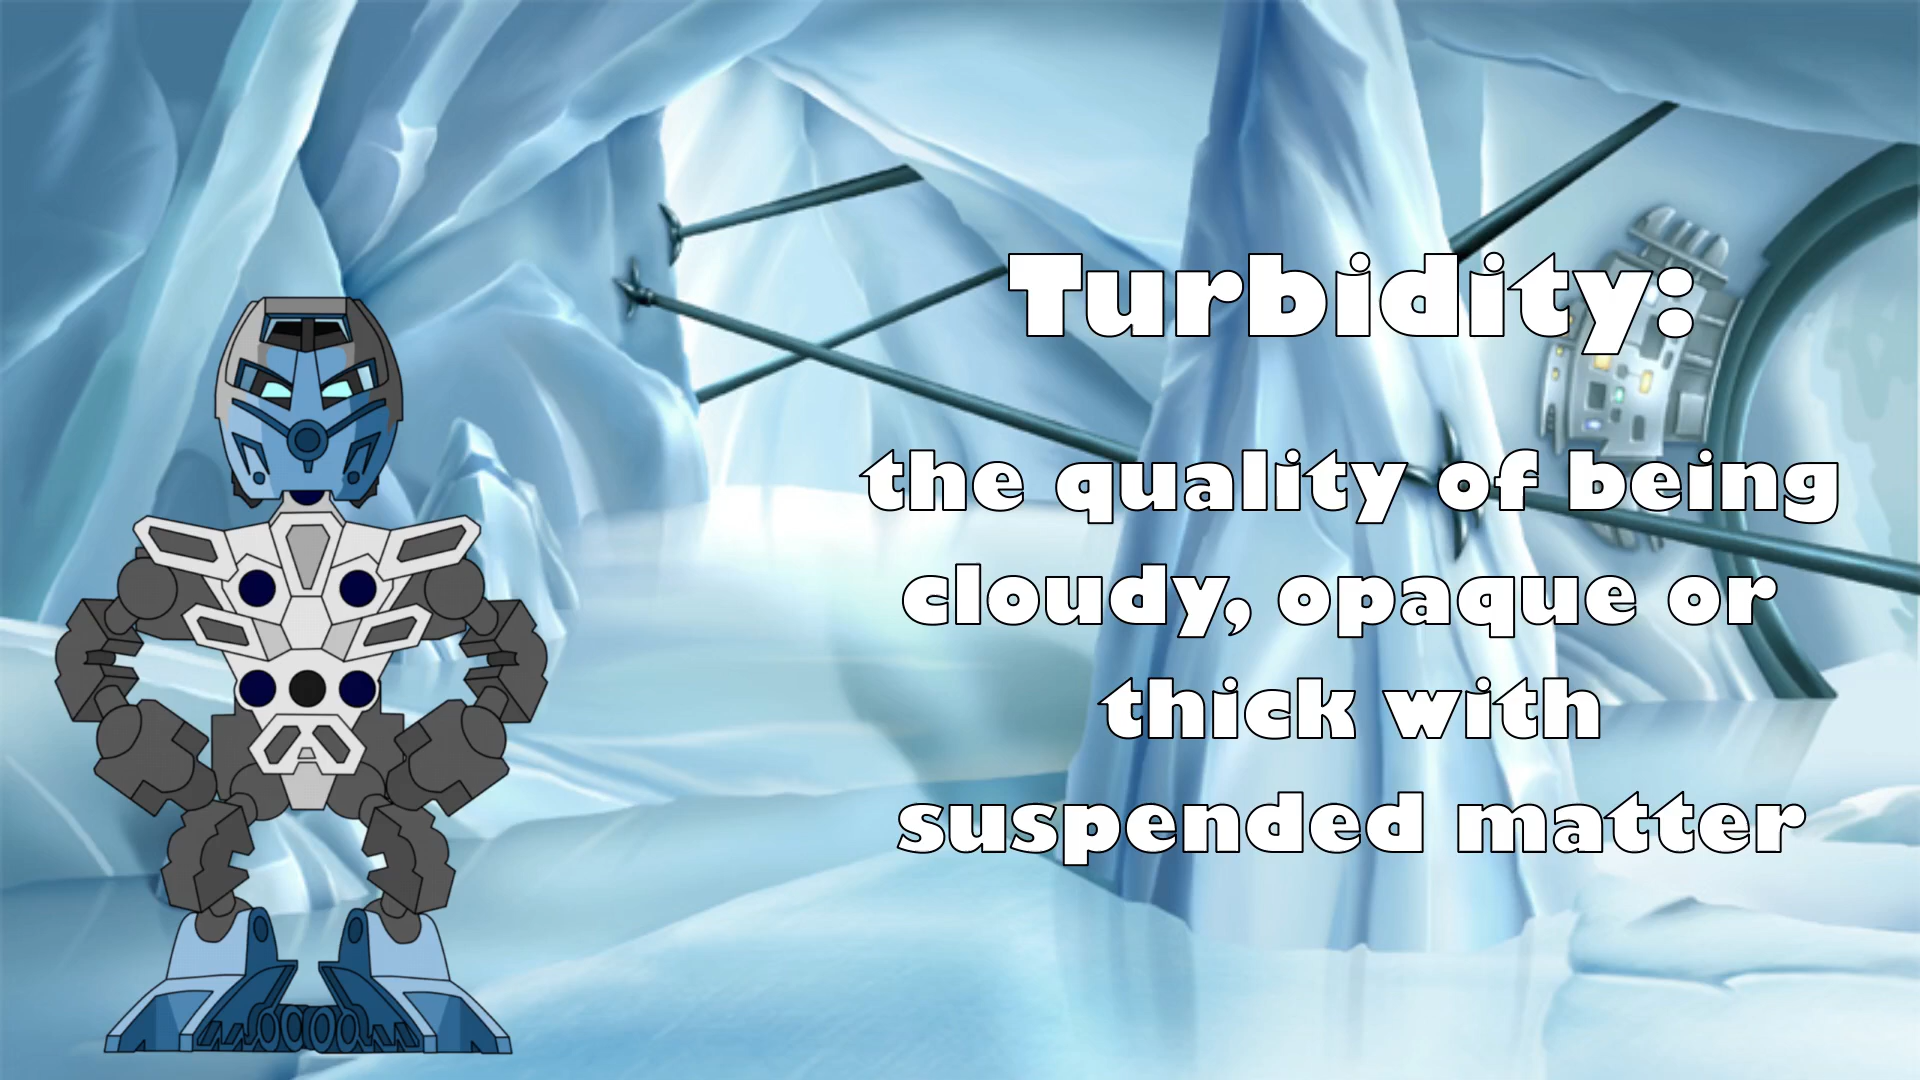 Turbidity:
the quality of being
cloudy, opaque or
thick with
suspended matter